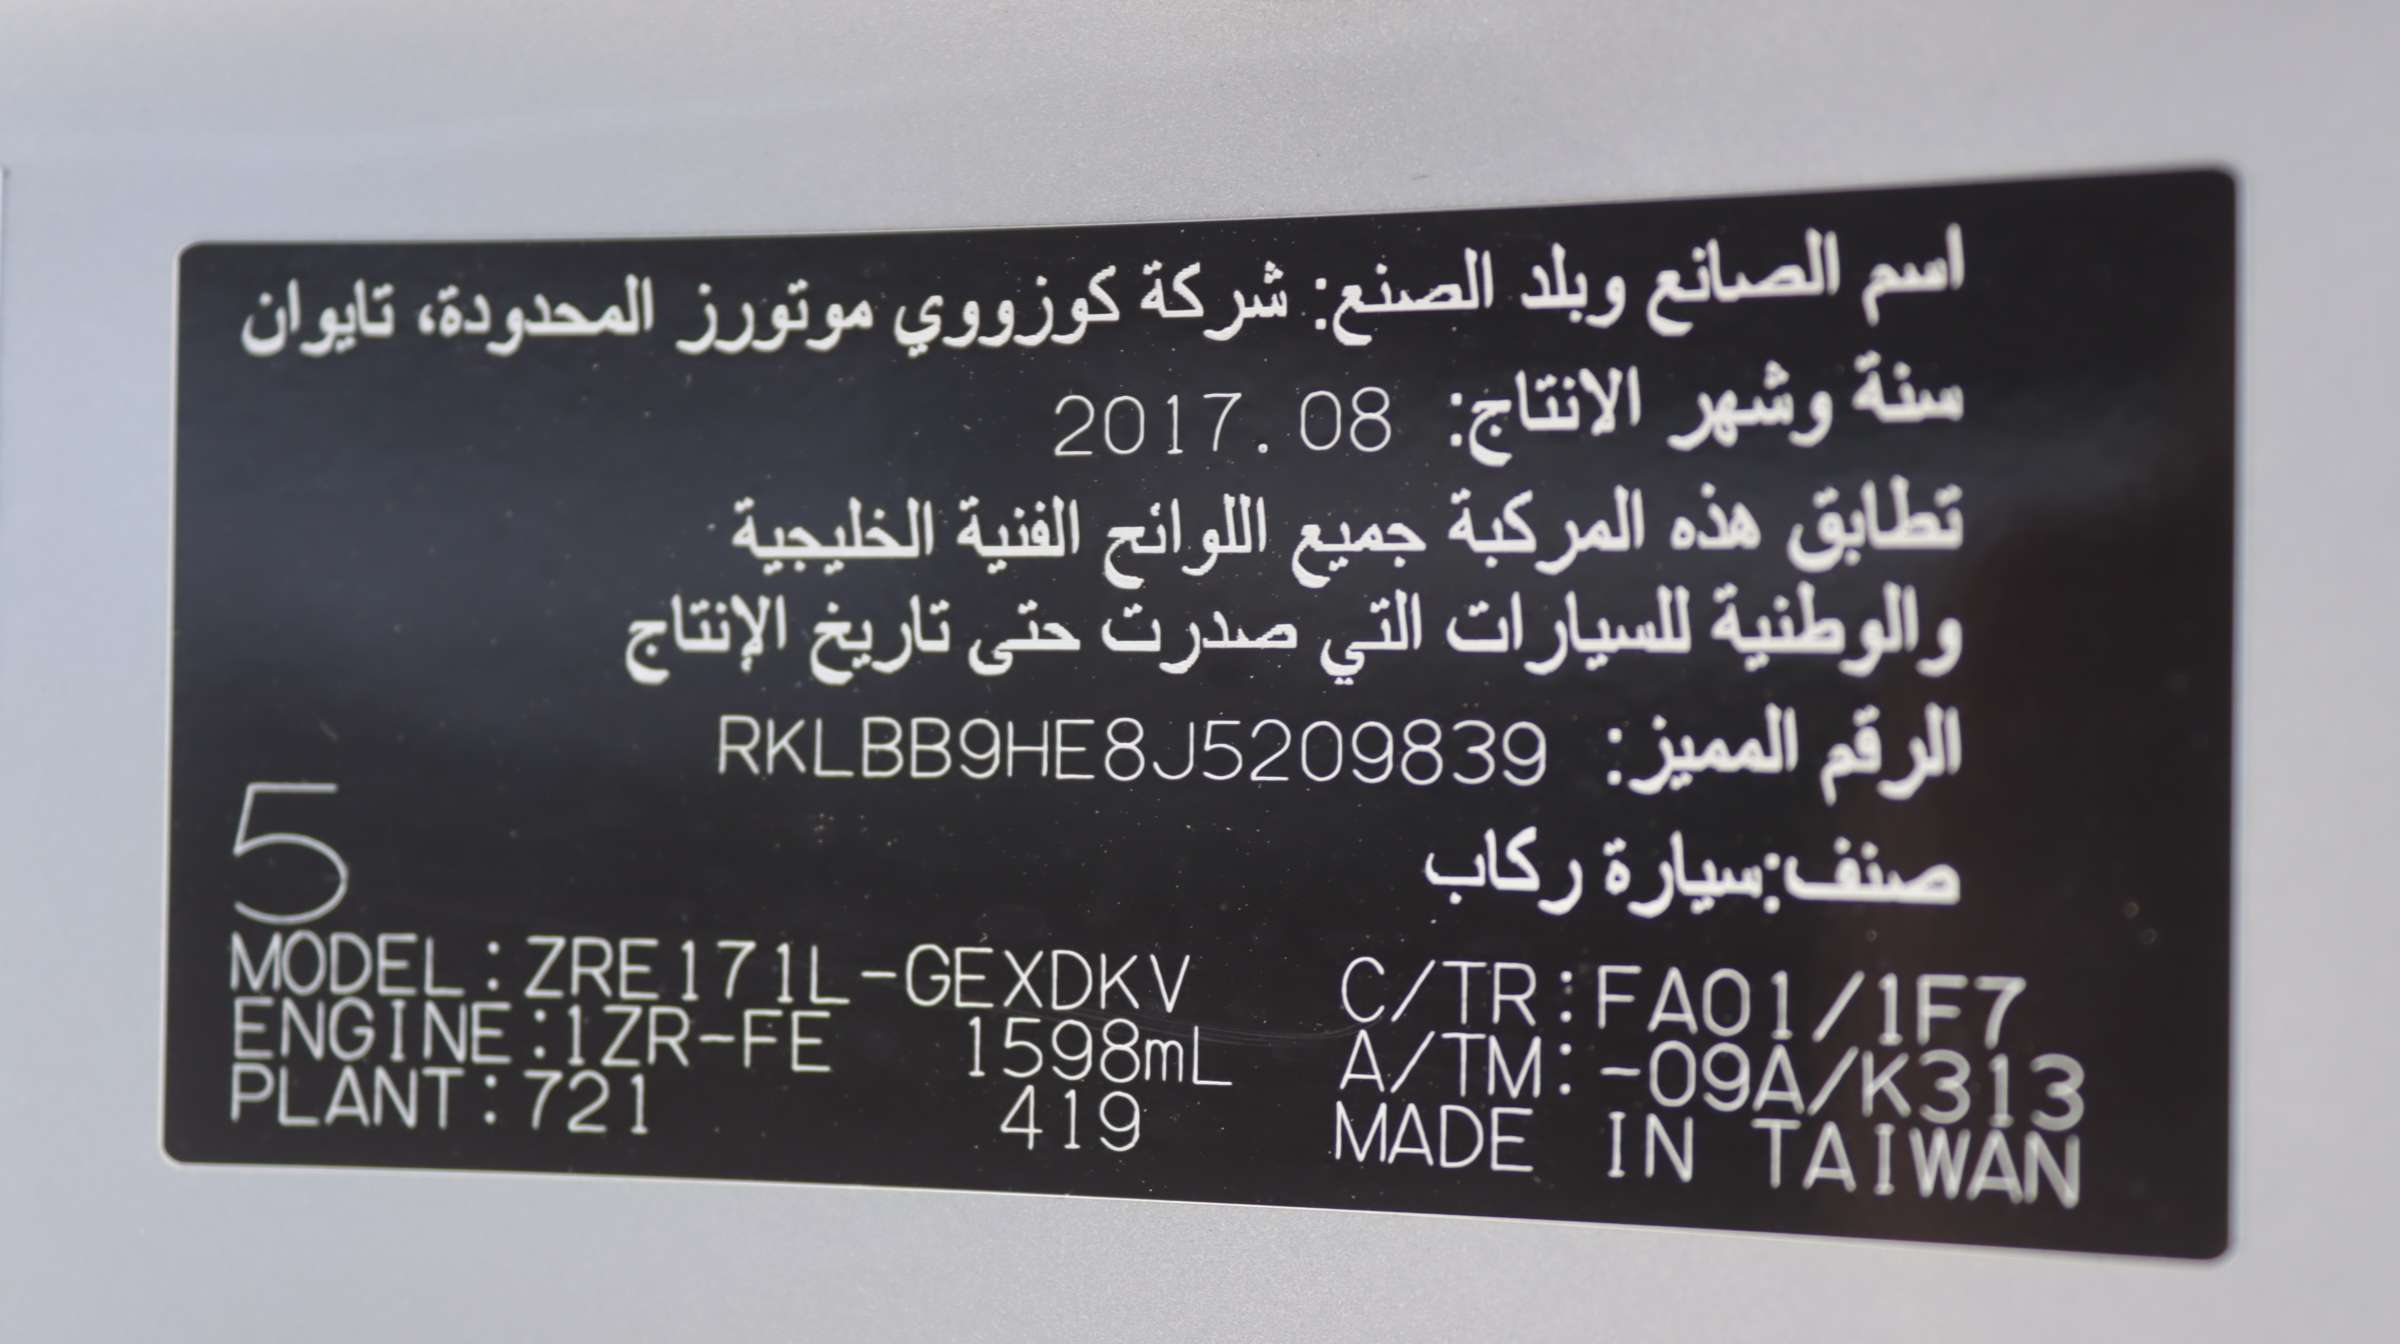 اسم الصانع وبلد الصنع: شركة كوزووي موتورز المحدودة، تايوان
سنة وشهر الانتاج: 2017.08
تطابق هذه المركبة جميع اللوائح الفنية الخليجية
والوطنية للسيارات التي صدرت حتى تاريخ الإنتاج
الرقم المميز: RKLBB9HE8J5209839
صنف:سيارة ركاب
5
MODEL:ZRE171L-GEXDKV C/TR:FA01/1F7
ENGINE:1ZR-FE 1598mL A/TM:-09A/K313
PLANT:721 419 MADE IN TAIWAN